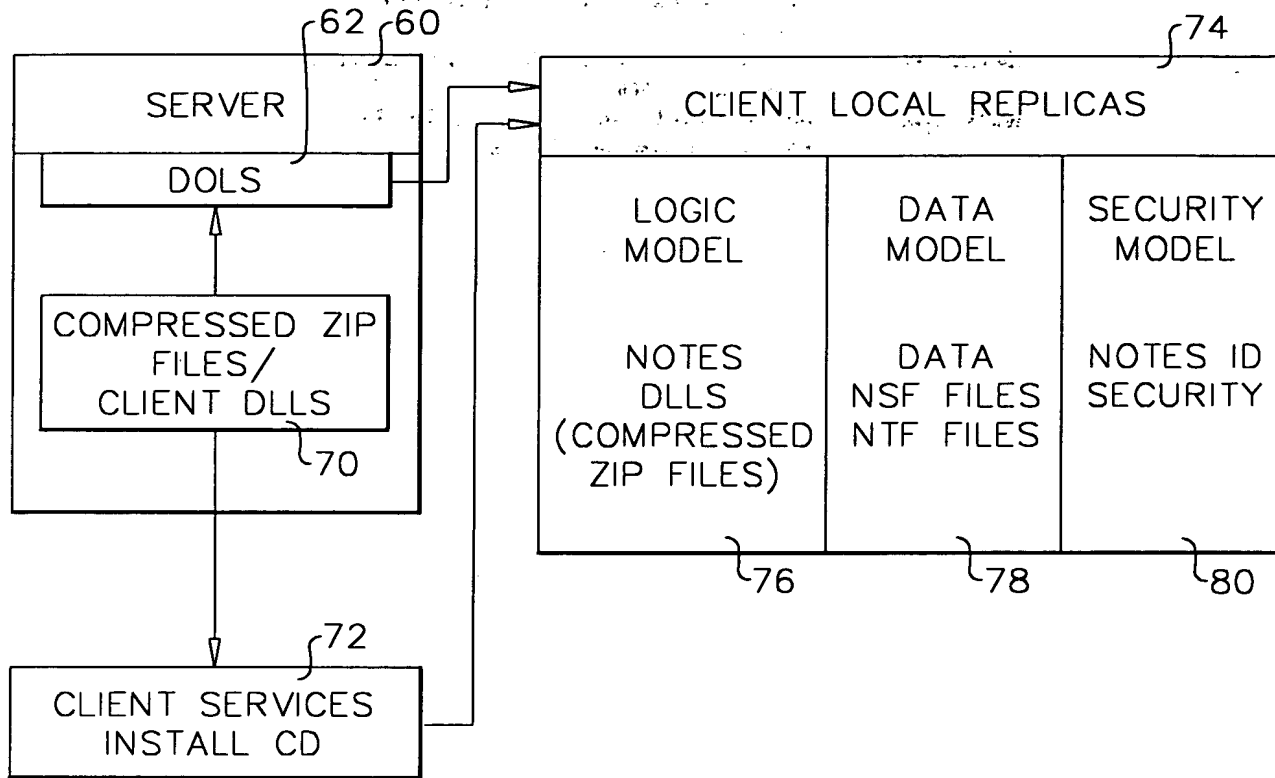 62
60
SERVER
DOLS
COMPRESSED ZIP
FILES/
CLIENT DLLS
70
72
CLIENT SERVICES
INSTALL CD
74
CLIENT LOCAL REPLICAS
LOGIC
MODEL
NOTES
DLLS
(COMPRESSED
ZIP FILES)
76
DATA
MODEL
DATA
NSF FILES
NTF FILES
78
SECURITY
MODEL
NOTES ID
SECURITY
80